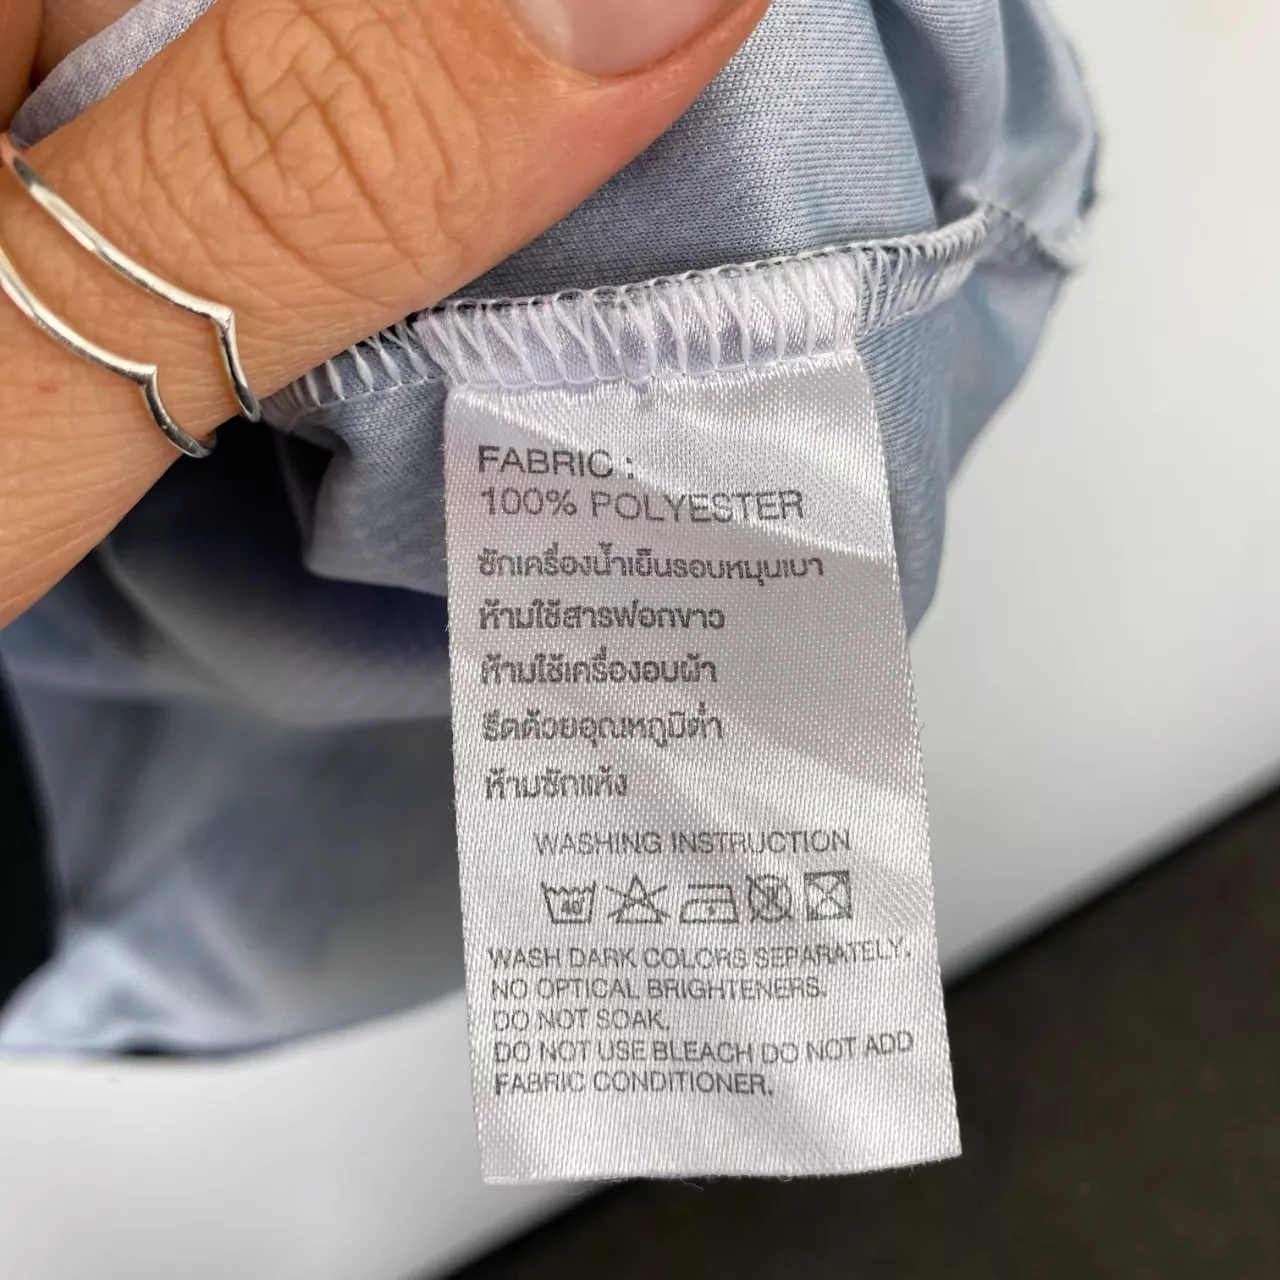 FABRIC :
100% POLYESTER
ซักเครื่องน้ำเย็นรอบหมุนเบา
ห้ามใช้สารฟอกขาว
ห้ามใช้เครื่องอบผ้า
รีดด้วยอุณหภูมิต่ำ
ห้ามซักแห้ง
WASHING INSTRUCTION
40
WASH DARK COLORS SEPARATELY.
NO OPTICAL BRIGHTENERS.
DO NOT SOAK.
DO NOT USE BLEACH DO NOT ADD
FABRIC CONDITIONER.